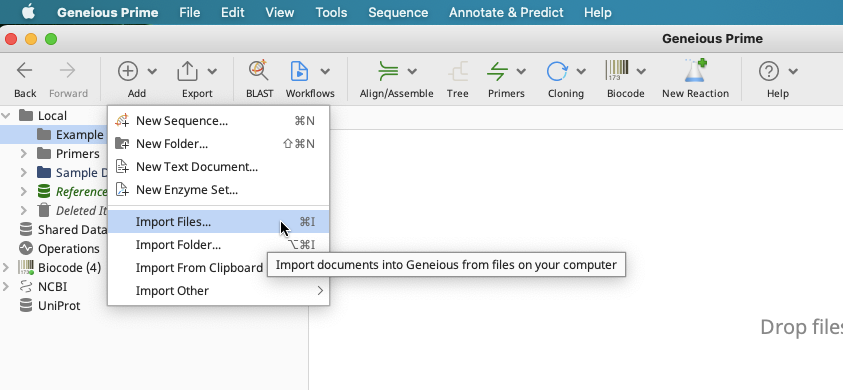 Geneious Prime File Edit View Tools Sequence Annotate & Predict Help
Geneious Prime
Back Forward Add Export BLAST Workflows Align/Assemble Tree Primers Cloning Biocode New Reaction Help
Local
Example
Primers
Sample D
Reference
Deleted It
Shared Data
Operations
Biocode (4)
NCBI
UniProt
New Sequence... ⌘N
New Folder... ⇧⌘N
New Text Document...
New Enzyme Set...
Import Files... ⌘I
Import Folder... ⌥⌘I
Import From Clipboard
Import Other
Import documents into Geneious from files on your computer
Drop files